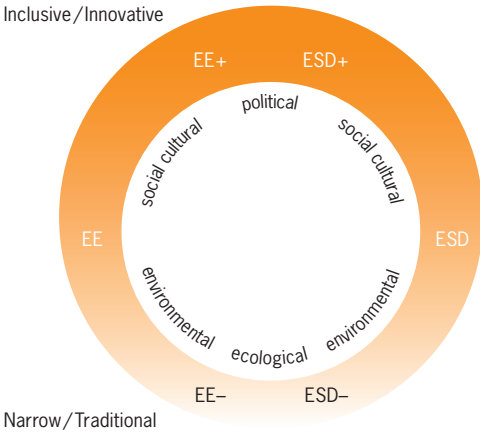 Inclusive/Innovative
EE+ ESD+
political
social cultural social cultural
EE ESD
environmental environmental
ecological
EE– ESD–
Narrow/Traditional